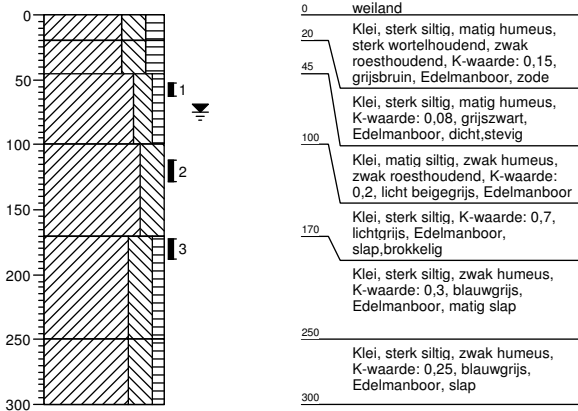 0
50
100
150
200
250
300
1
2
3
0
weiland
20
Klei, sterk siltig, matig humeus,
sterk wortelhoudend, zwak
roesthoudend, K-waarde: 0,15,
grijsbruin, Edelmanboor, zode
45
Klei, sterk siltig, matig humeus,
K-waarde: 0,08, grijszwart,
Edelmanboor, dicht,stevig
100
Klei, matig siltig, zwak humeus,
zwak roesthoudend, K-waarde:
0,2, licht beigegrijs, Edelmanboor
170
Klei, sterk siltig, K-waarde: 0,7,
lichtgrijs, Edelmanboor,
slap,brokkelig
Klei, sterk siltig, zwak humeus,
K-waarde: 0,3, blauwgrijs,
Edelmanboor, matig slap
250
Klei, sterk siltig, zwak humeus,
K-waarde: 0,25, blauwgrijs,
Edelmanboor, slap
300